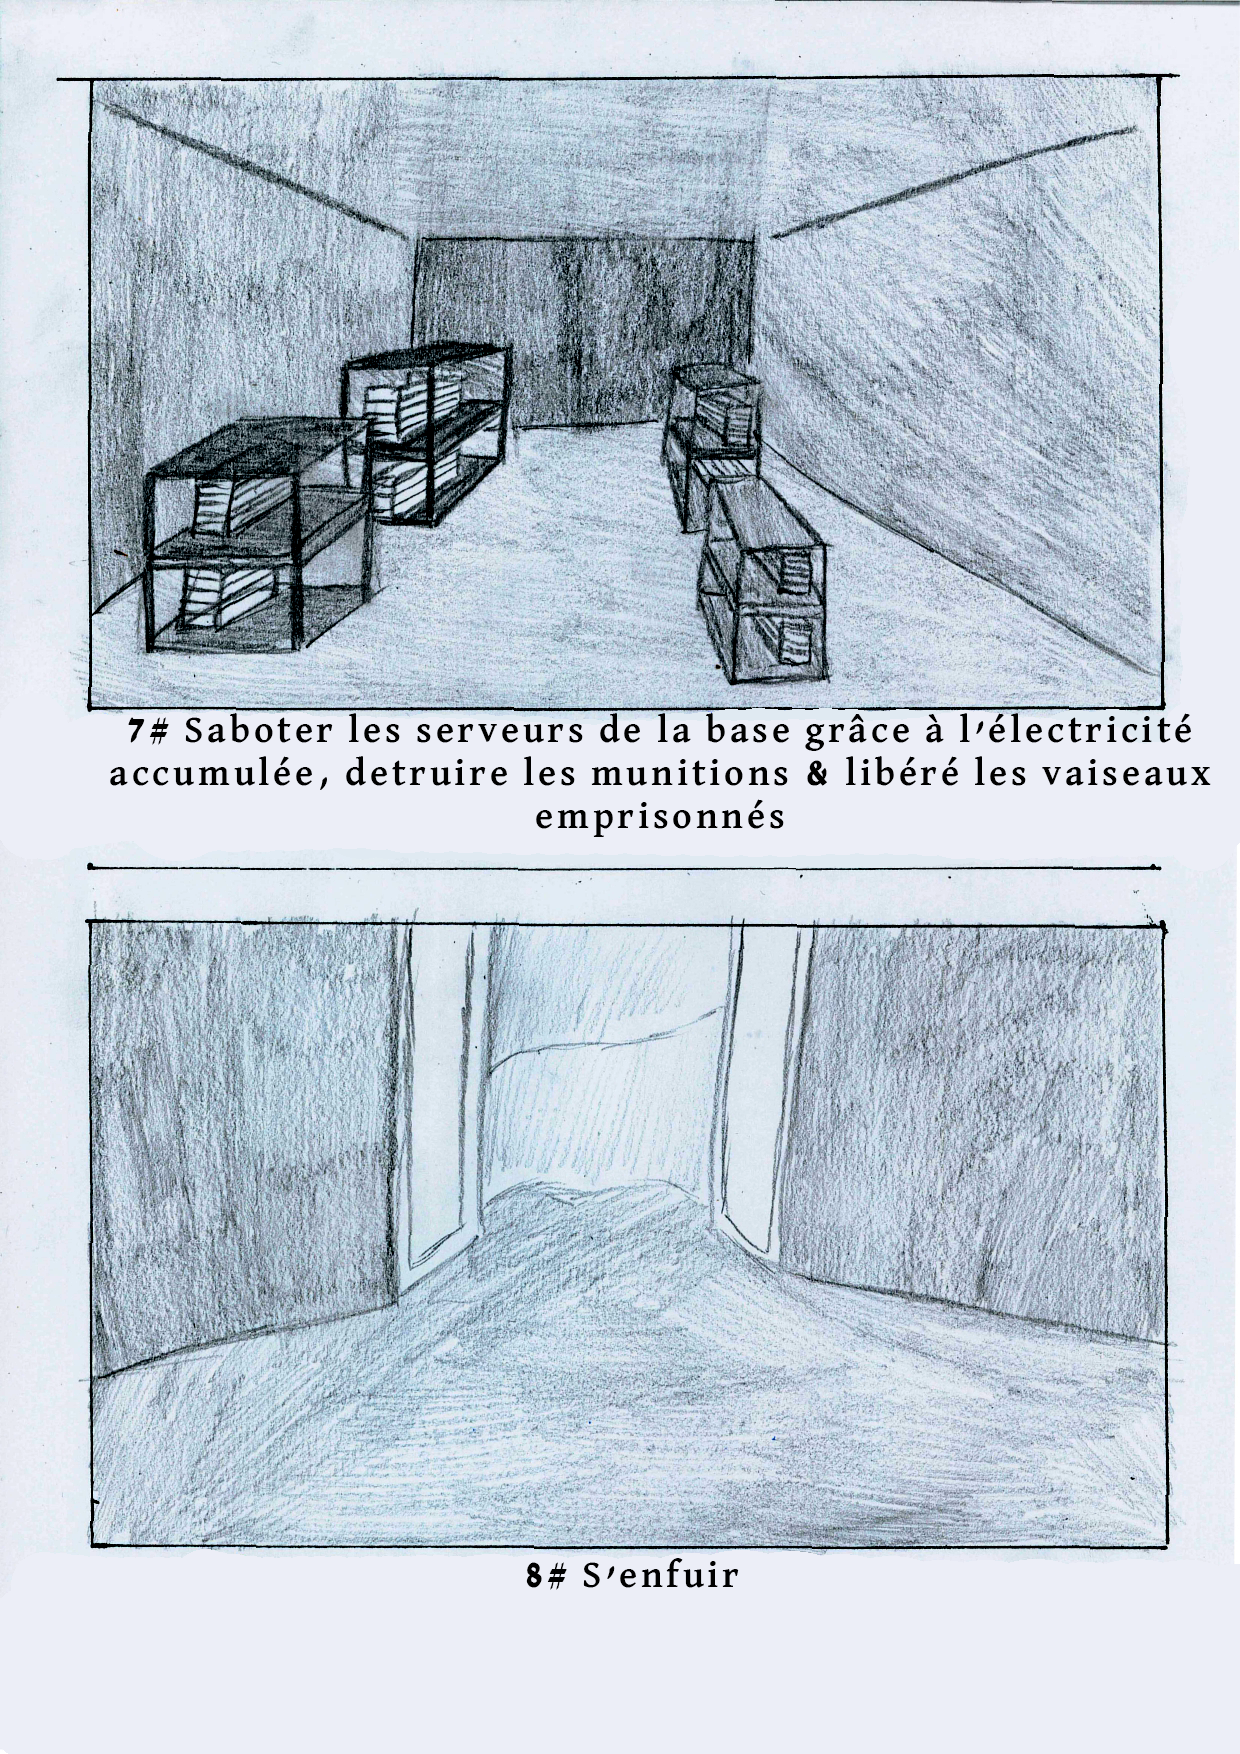 7# Saboter les serveurs de la base grâce à l'électricité
accumulée, detruire les munitions & libéré les vaiseaux
emprisonnés
8# S'enfuir